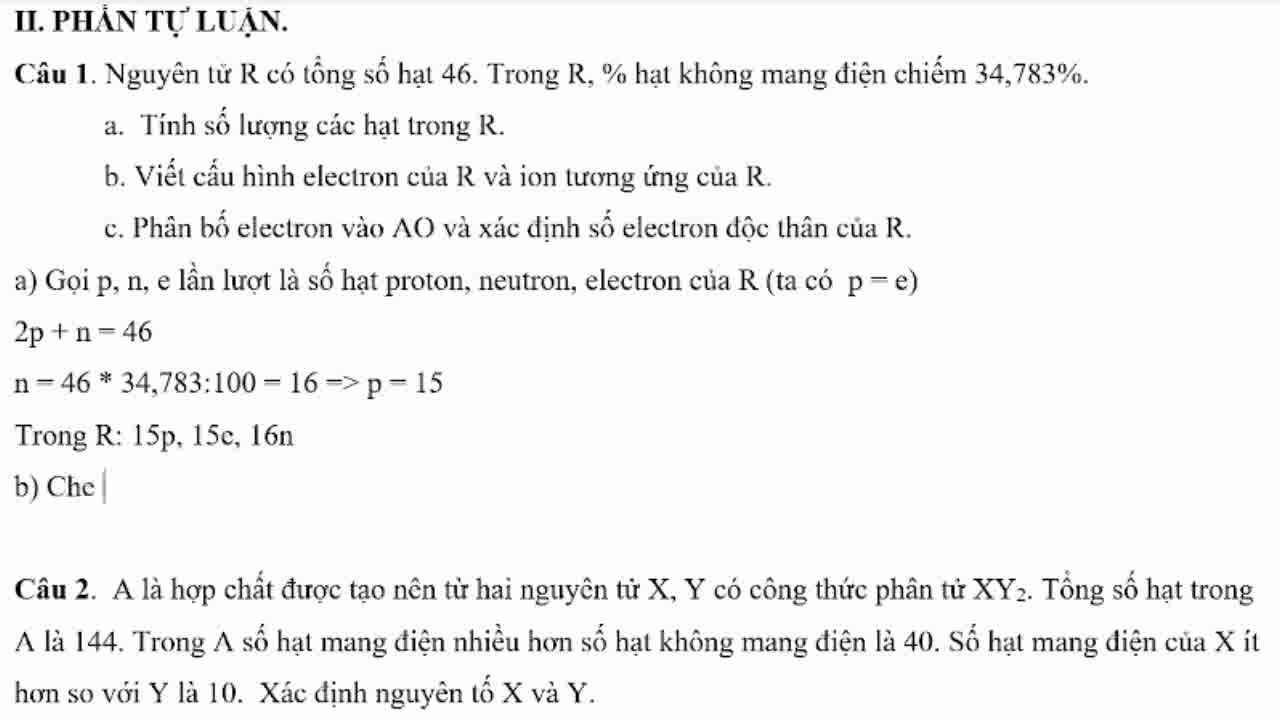 II. PHẦN TỰ LUẬN.
Câu 1. Nguyên tử R có tổng số hạt 46. Trong R, % hạt không mang điện chiếm 34,783%.
a. Tính số lượng các hạt trong R.
b. Viết cấu hình electron của R và ion tương ứng của R.
c. Phân bố electron vào AO và xác định số electron độc thân của R.
a) Gọi p, n, e lần lượt là số hạt proton, neutron, electron của R (ta có p = e)
2p + n = 46
n = 46 * 34,783:100 = 16 => p = 15
Trong R: 15p, 15e, 16n
b) Che
Câu 2. A là hợp chất được tạo nên từ hai nguyên tử X, Y có công thức phân tử XY₂. Tổng số hạt trong
A là 144. Trong A số hạt mang điện nhiều hơn số hạt không mang điện là 40. Số hạt mang điện của X ít
hơn so với Y là 10. Xác định nguyên tố X và Y.